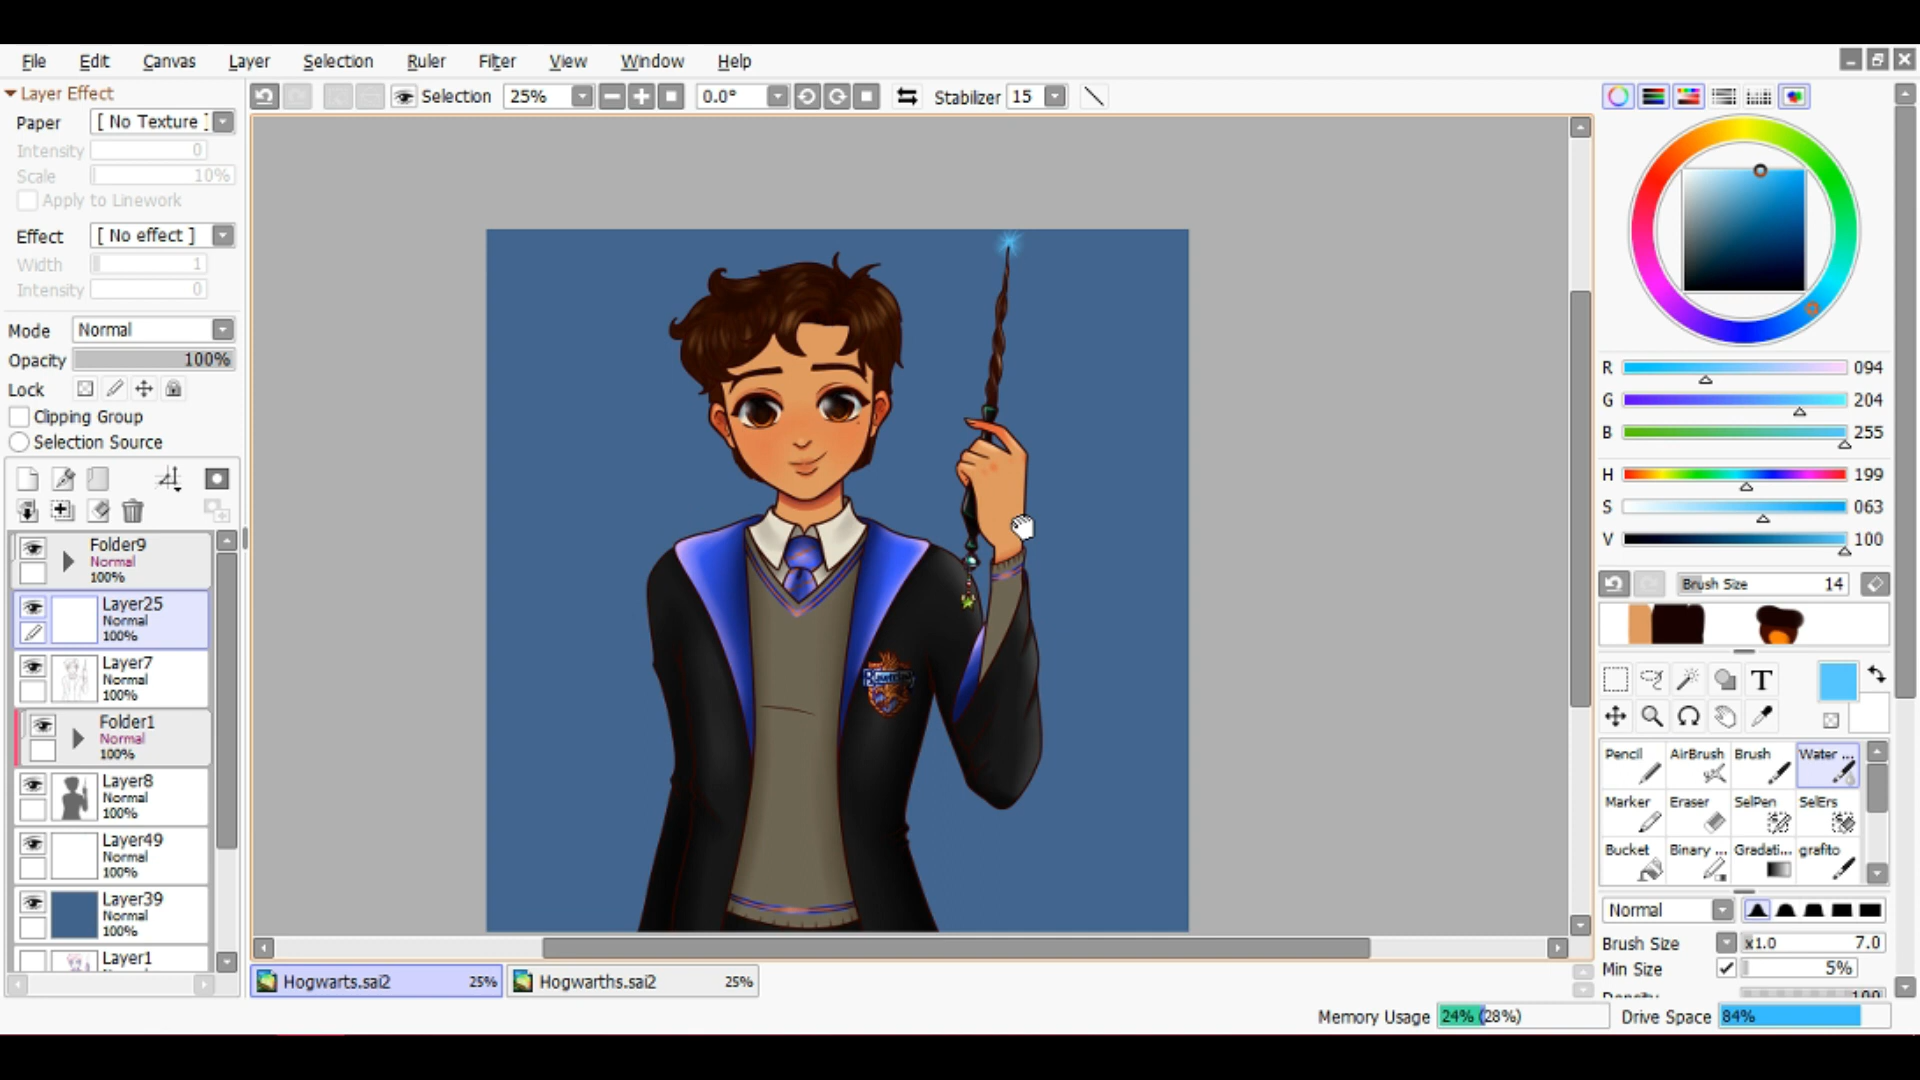 File Edit Canvas Layer Selection Ruler Filter View Window Help
Layer Effect
Paper [ No Texture ]
Intensity 0
Scale 10%
Apply to Linework
Effect [ No effect ]
Width 1
Intensity 0
Mode Normal
Opacity 100%
Lock
Clipping Group
Selection Source
Folder9
Normal
100%
Layer25
Normal
100%
Layer7
Normal
100%
Folder1
Normal
100%
Layer8
Normal
100%
Layer49
Normal
100%
Layer39
Normal
100%
Layer1
Selection 25% 0.0° Stabilizer 15
Hogwarts.sai2 25% Hogwarths.sai2 25%
R 094
G 204
B 255
H 199
S 063
V 100
Brush Size 14
T
Pencil AirBrush Brush Water ...
Marker Eraser SelPen SelErs
Bucket Binary ... Gradati... grafito
Normal
Brush Size x1.0 7.0
Min Size 5%
Density 100
Memory Usage 24% (28%) Drive Space 84%